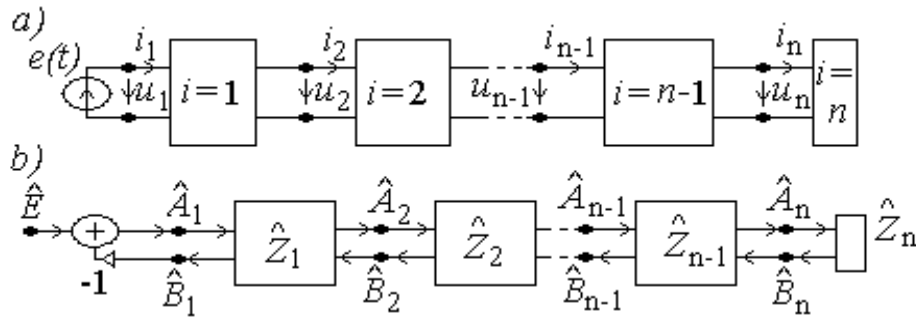 a)
i₁ i₂ iₙ₋₁ iₙ
e(t) u₁ i=1 u₂ i=2 uₙ₋₁ i=n-1 uₙ i=n
b)
Ê Â₁ Â₂ Âₙ₋₁ Âₙ
+ Ẑ₁ Ẑ₂ Ẑₙ₋₁ Ẑₙ
-1 B̂₁ B̂₂ B̂ₙ₋₁ B̂ₙ